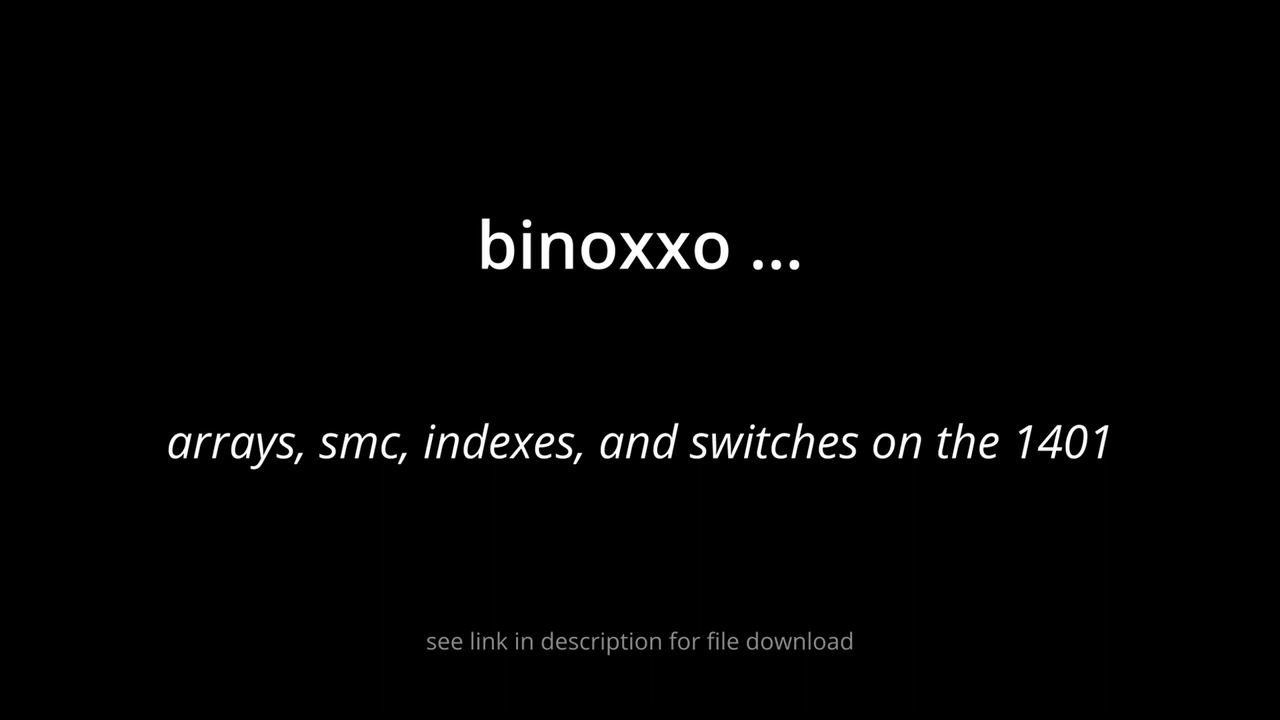 binoxxo ...
arrays, smc, indexes, and switches on the 1401
see link in description for file download